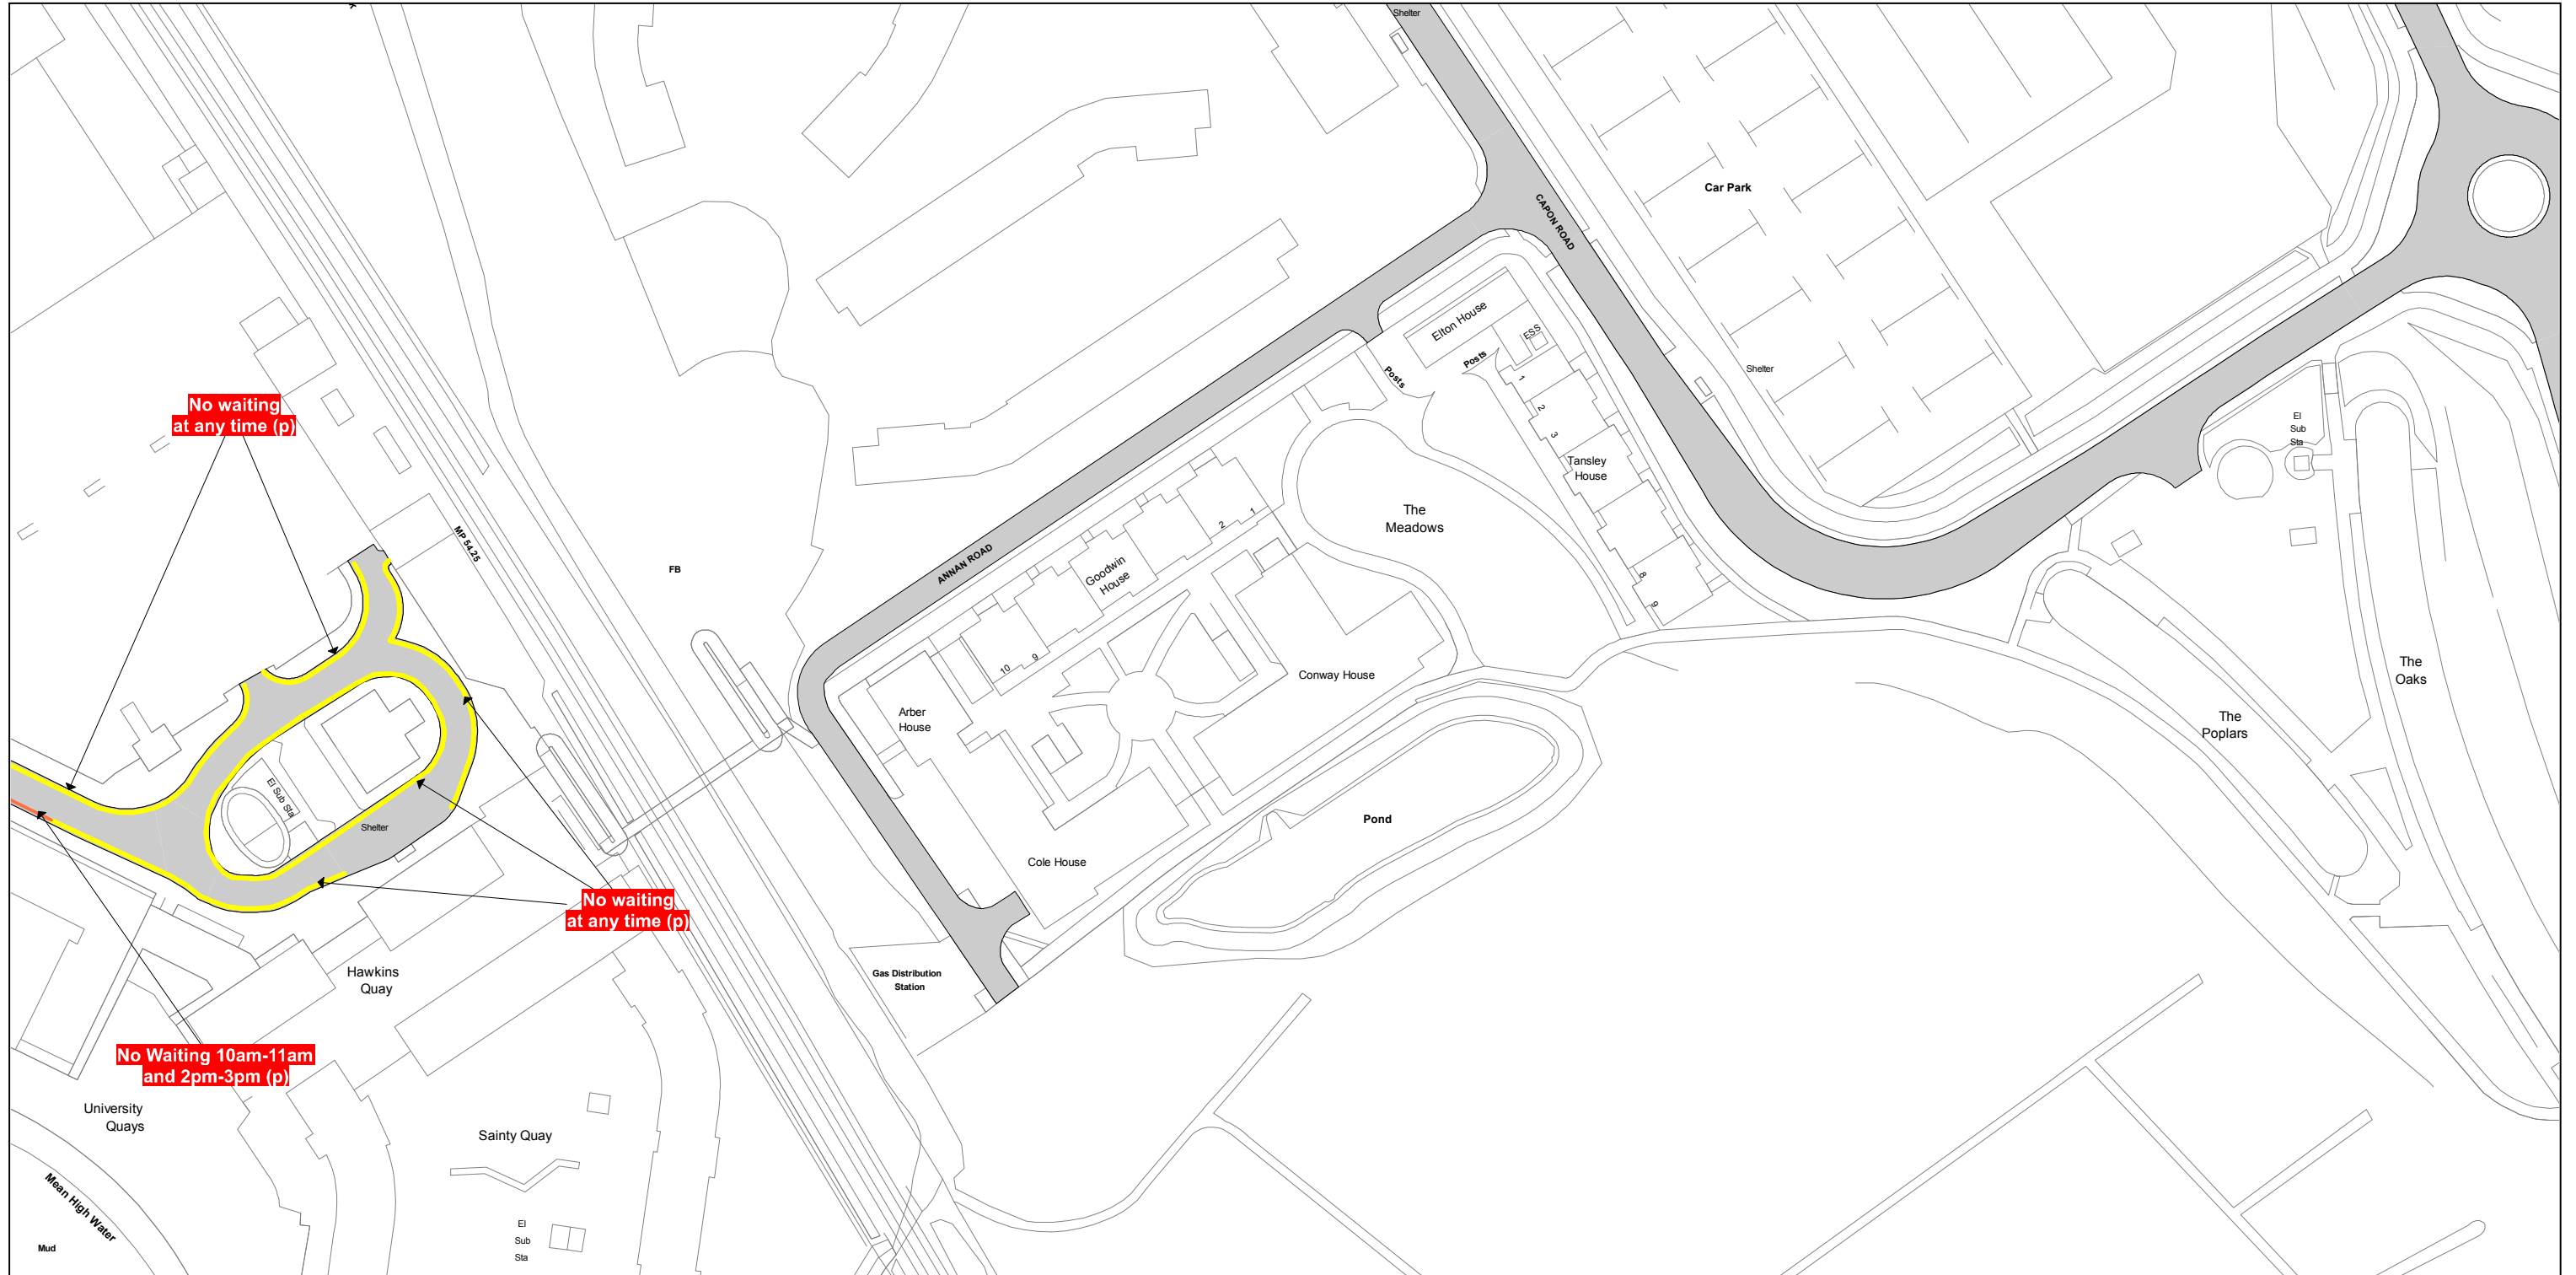 Shelter
Car Park
CAPON ROAD
Elton House
ESS
Posts
Posts
Shelter
1
2
3
Tansley
House
8
9
El
Sub
Sta
No waiting
at any time (p)
MP 54.25
FB
ANNAN ROAD
The
Meadows
1
2
Goodwin
House
9
10
Conway House
Arber
House
The
Oaks
The
Poplars
El Sub Sta
Shelter
Pond
Cole House
No waiting
at any time (p)
Hawkins
Quay
Gas Distribution
Station
No Waiting 10am-11am
and 2pm-3pm (p)
University
Quays
Sainty Quay
Mean High Water
Mud
El
Sub
Sta